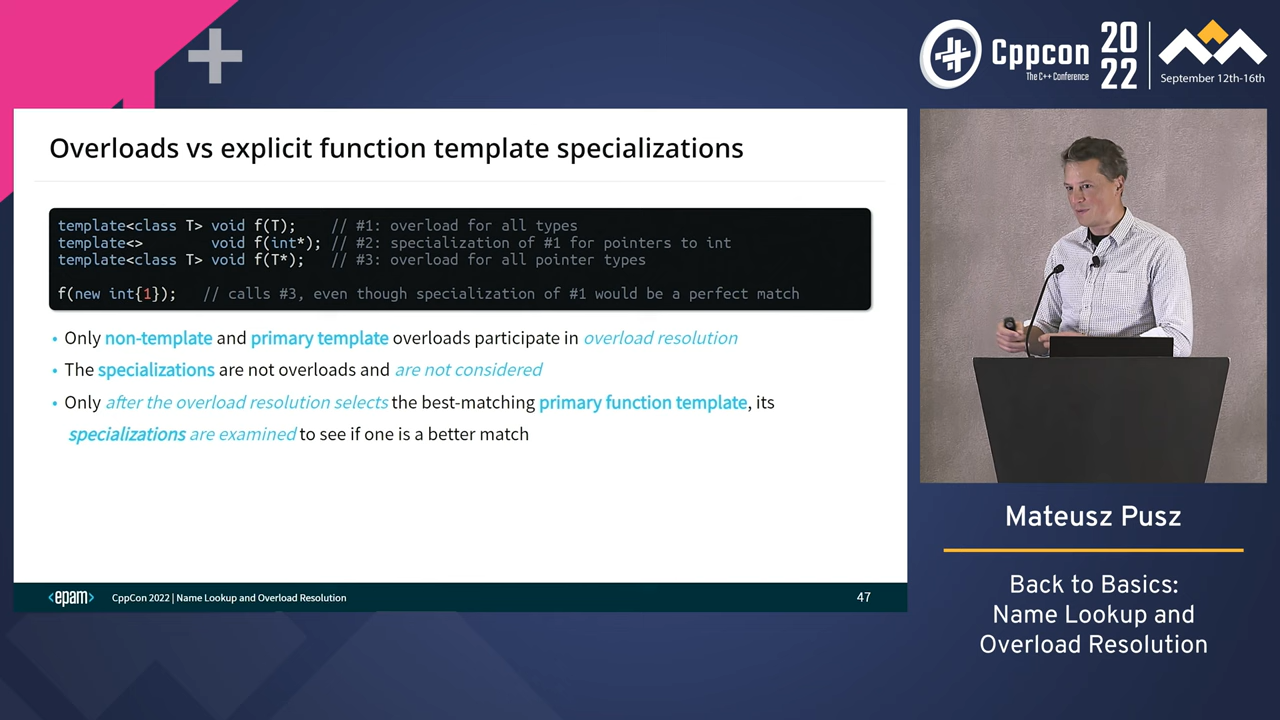 Cppcon
The C++ Conference
20
22
September 12th-16th
Overloads vs explicit function template specializations
template<class T> void f(T);    // #1: overload for all types
template<>        void f(int*); // #2: specialization of #1 for pointers to int
template<class T> void f(T*);   // #3: overload for all pointer types
f(new int{1});   // calls #3, even though specialization of #1 would be a perfect match
• Only non-template and primary template overloads participate in overload resolution
• The specializations are not overloads and are not considered
• Only after the overload resolution selects the best-matching primary function template, its
specializations are examined to see if one is a better match
<epam>
CppCon 2022 | Name Lookup and Overload Resolution
47
Mateusz Pusz
Back to Basics:
Name Lookup and
Overload Resolution